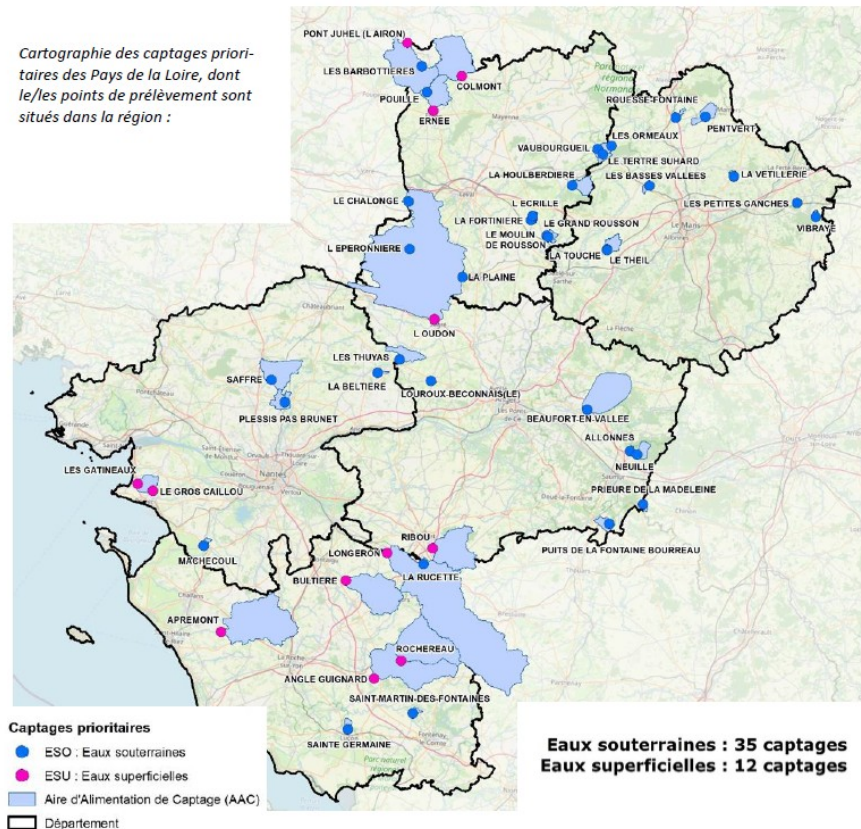 Cartographie des captages priori-
taires des Pays de la Loire, dont
le/les points de prélèvement sont
situés dans la région :
PONT JUHEL (L AIRON)
LES BARBOTTIERES
COLMONT
POUILLE
ERNEE
ROUESSE-FONTAINE
PENTVERT
LES ORMEAUX
VAUBOURGUEIL
LE TERTRE SUHARD
LA HOULBERDIERE
LES BASSES VALLEES
LA VETILLERIE
LE CHALONGE
L ECRILLE
LES PETITES GANCHES
LA FORTINIERE
LE GRAND ROUSSON
VIBRAYE
LE MOULIN
DE ROUSSON
L EPERONNIERE
LA TOUCHE
LE THEIL
LA PLAINE
L OUDON
LES THUYAS
SAFFRE
LA BELTIERE
LOUROUX-BECONNAIS(LE)
PLESSIS PAS BRUNET
BEAUFORT-EN-VALLEE
ALLONNES
NEUILLE
Nantes
Le Mans
LES GATINEAUX
LE GROS CAILLOU
PRIEURE DE LA MADELEINE
PUITS DE LA FONTAINE BOURREAU
MACHECOUL
RIBOU
LONGERON
LA RUCETTE
BULTIERE
APREMONT
ROCHEREAU
ANGLE GUIGNARD
SAINT-MARTIN-DES-FONTAINES
SAINTE GERMAINE
Captages prioritaires
ESO : Eaux souterraines
ESU : Eaux superficielles
Aire d'Alimentation de Captage (AAC)
Département
Eaux souterraines : 35 captages
Eaux superficielles : 12 captages